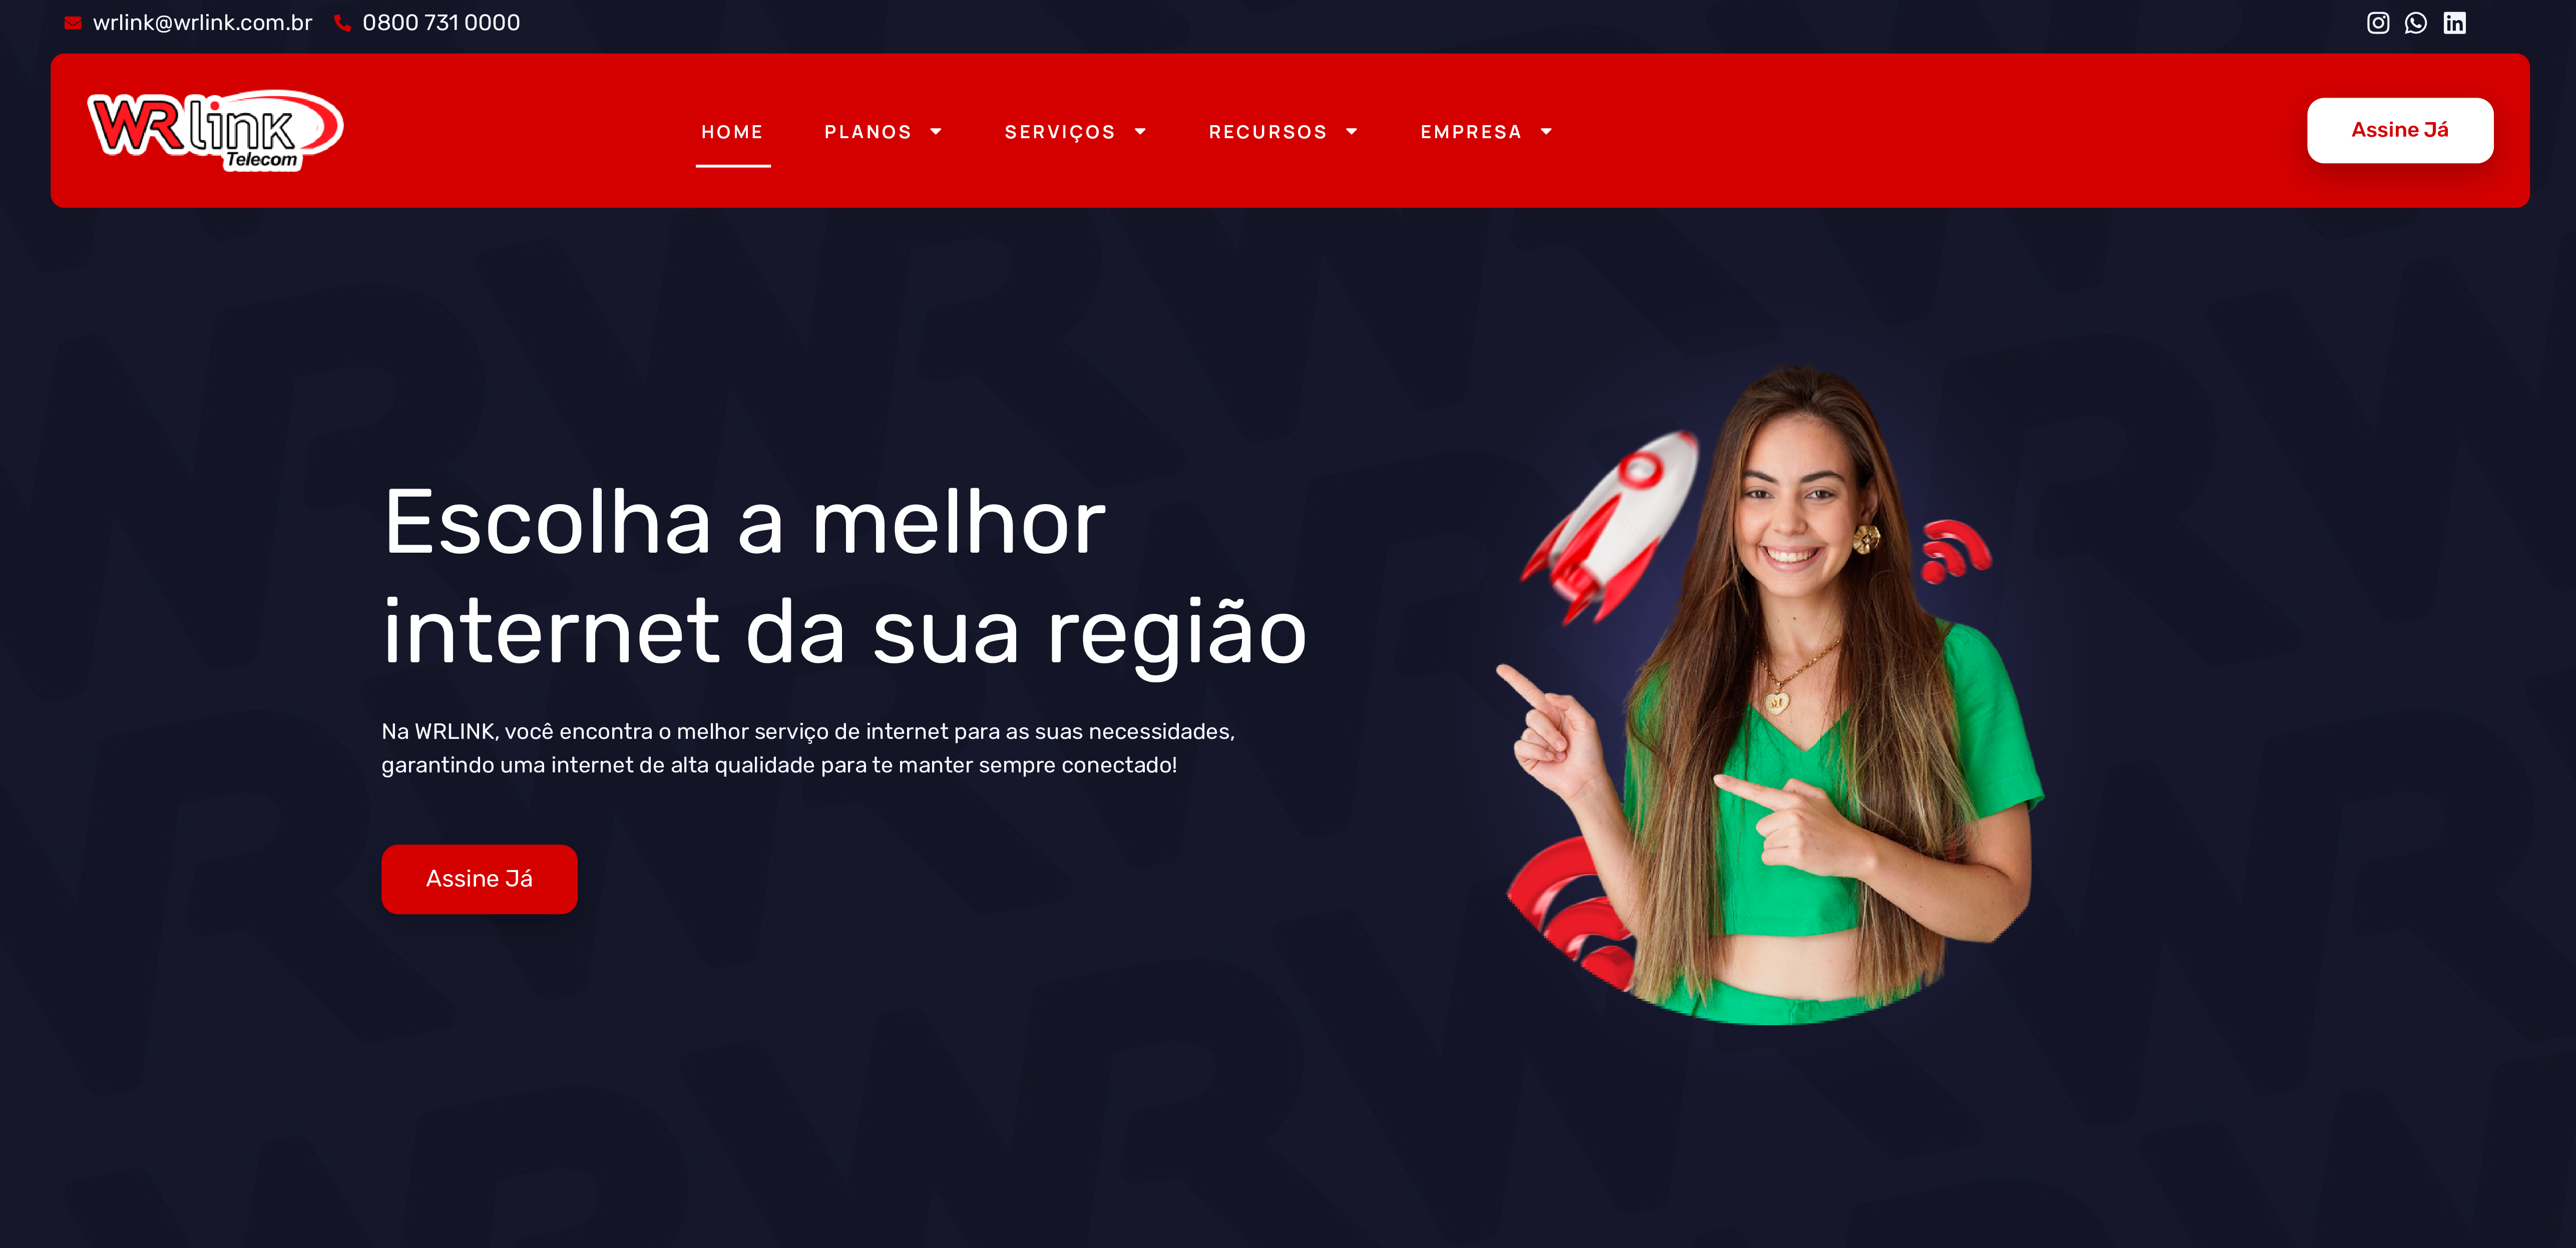 wrlink@wrlink.com.br 0800 731 0000
WRlink
Telecom
HOME PLANOS SERVIÇOS RECURSOS EMPRESA
Assine Já
Escolha a melhor
internet da sua região
Na WRLINK, você encontra o melhor serviço de internet para as suas necessidades,
garantindo uma internet de alta qualidade para te manter sempre conectado!
Assine Já